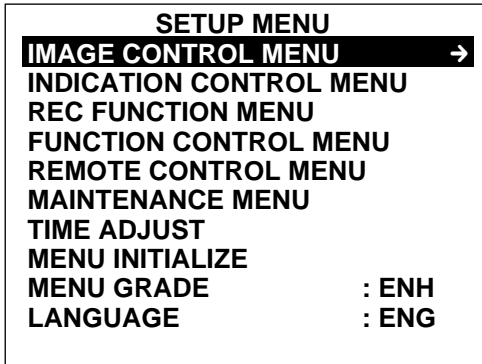 SETUP MENU
IMAGE CONTROL MENU →
INDICATION CONTROL MENU
REC FUNCTION MENU
FUNCTION CONTROL MENU
REMOTE CONTROL MENU
MAINTENANCE MENU
TIME ADJUST
MENU INITIALIZE
MENU GRADE : ENH
LANGUAGE : ENG